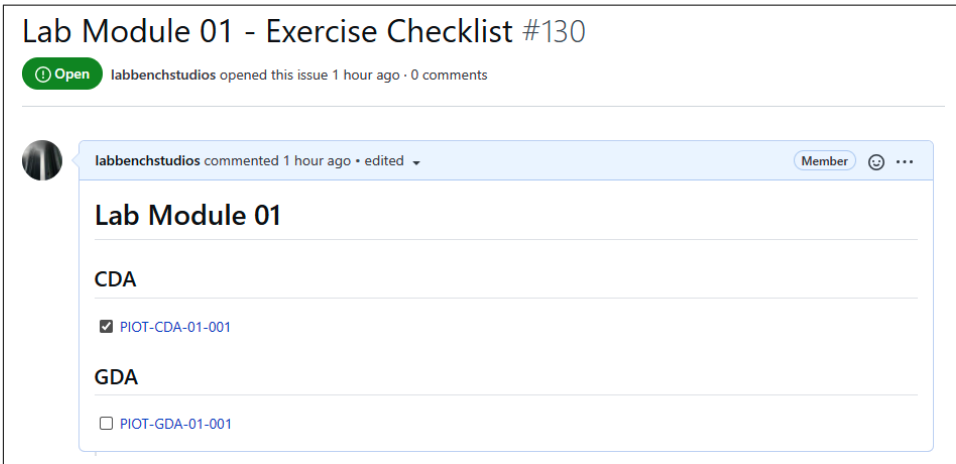 Lab Module 01 - Exercise Checklist #130
Open labbenchstudios opened this issue 1 hour ago · 0 comments
labbenchstudios commented 1 hour ago • edited Member
Lab Module 01
CDA
PIOT-CDA-01-001
GDA
PIOT-GDA-01-001